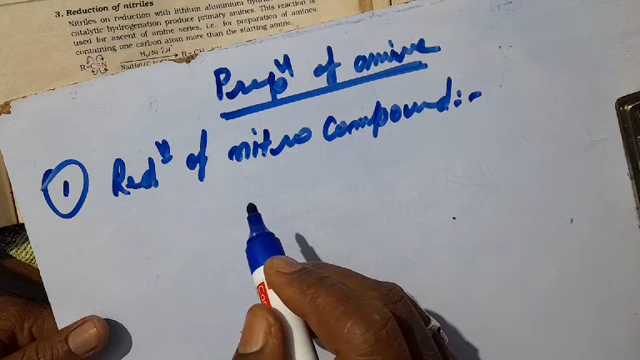 3. Reduction of nitriles
Nitriles on reduction with lithium aluminium hydr
catalytic hydrogenation produce primary amines. This reaction is
used for ascent of amine series, i.e., for preparation of amines
containing one carbon atom more than the starting amine.
Prepⁿ of amine
① Redⁿ of nitro Compound:-